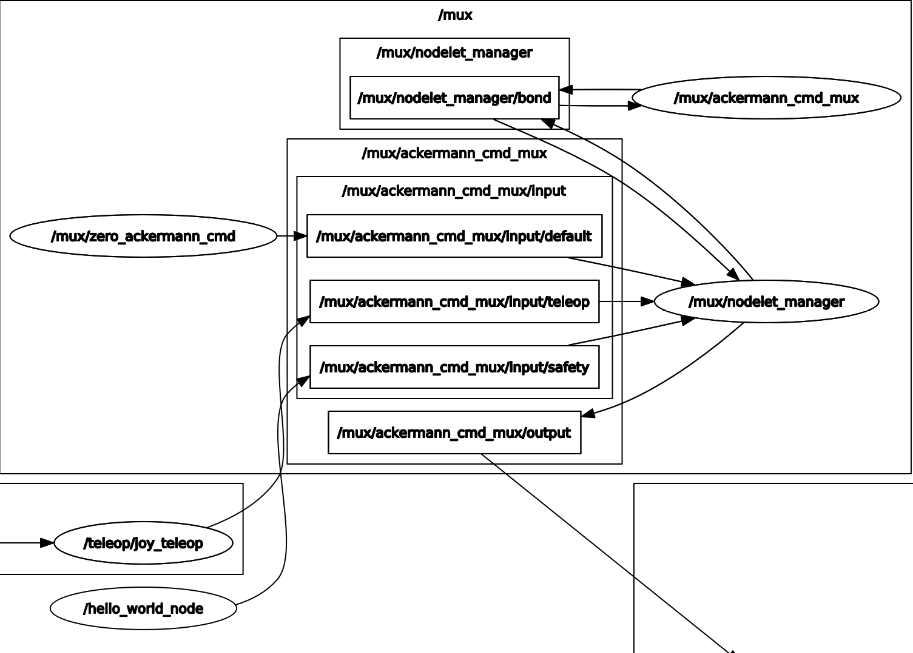 /mux
/mux/nodelet_manager
/mux/nodelet_manager/bond
/mux/ackermann_cmd_mux
/mux/ackermann_cmd_mux
/mux/ackermann_cmd_mux/input
/mux/zero_ackermann_cmd
/mux/ackermann_cmd_mux/input/default
/mux/ackermann_cmd_mux/input/teleop
/mux/nodelet_manager
/mux/ackermann_cmd_mux/input/safety
/mux/ackermann_cmd_mux/output
/teleop/joy_teleop
/hello_world_node